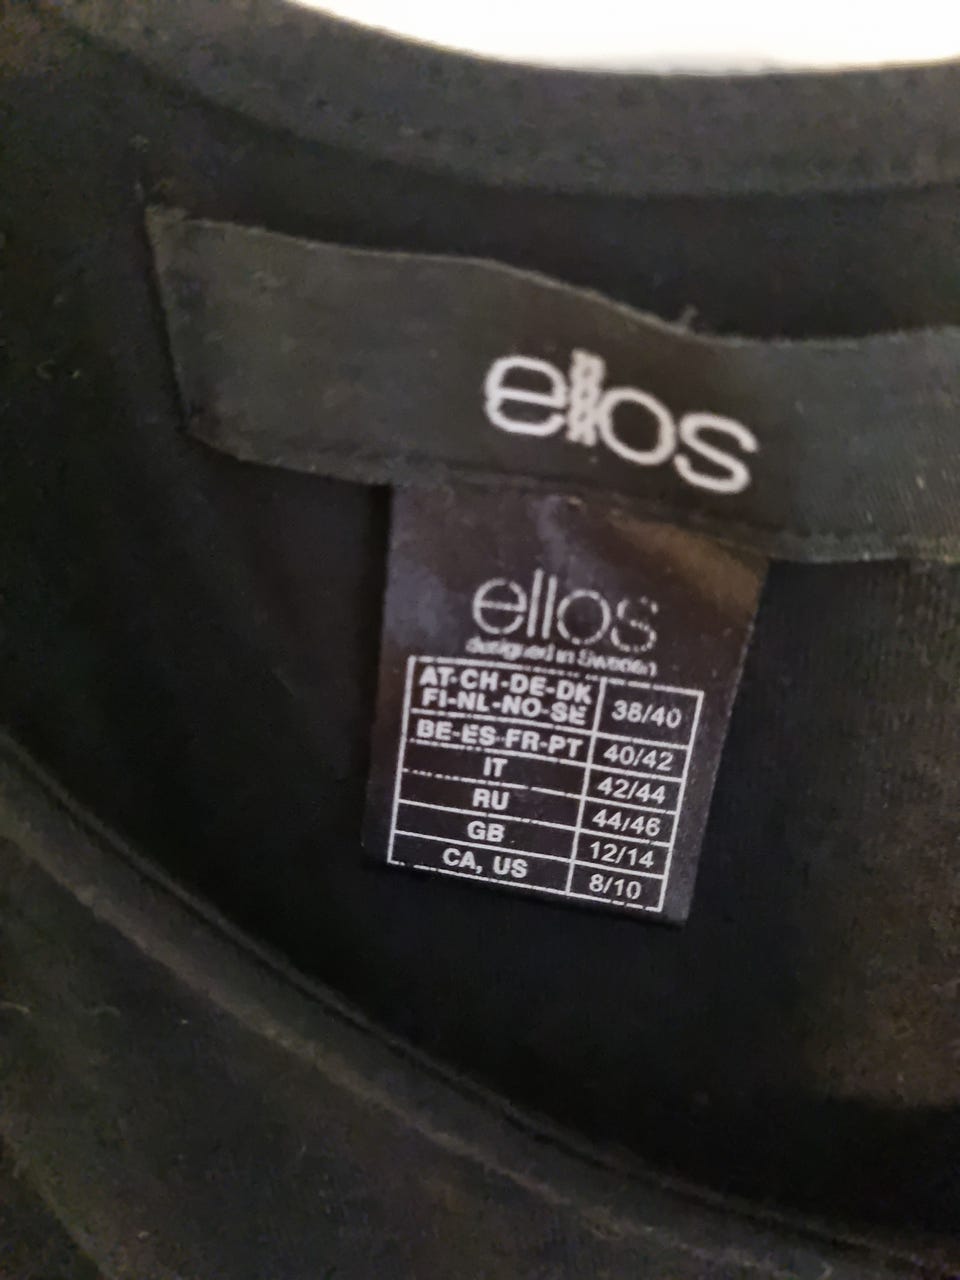 ellos
ellos
designed in Sweden
AT-CH-DE-DK
FI-NL-NO-SE 38/40
BE-ES-FR-PT 40/42
IT 42/44
RU 44/46
GB 12/14
CA, US 8/10